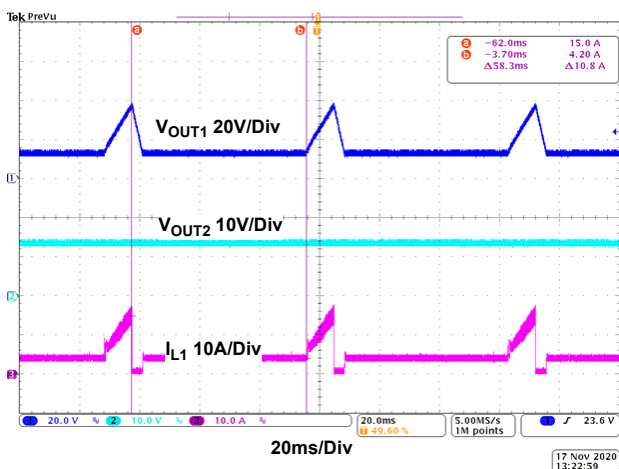 Tek PreVu
a
b
T
a -62.0ms 15.0 A
b -3.70ms 4.20 A
Δ58.3ms Δ10.8 A
VOUT1 20V/Div
1
VOUT2 10V/Div
2
IL1 10A/Div
3
1 20.0 V 2 10.0 V 3 10.0 A
20.0ms
T 49.60 %
5.00MS/s
1M points
1 23.6 V
20ms/Div
17 Nov 2020
13:22:59